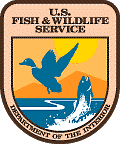 U.S.
FISH & WILDLIFE
SERVICE
DEPARTMENT OF THE INTERIOR